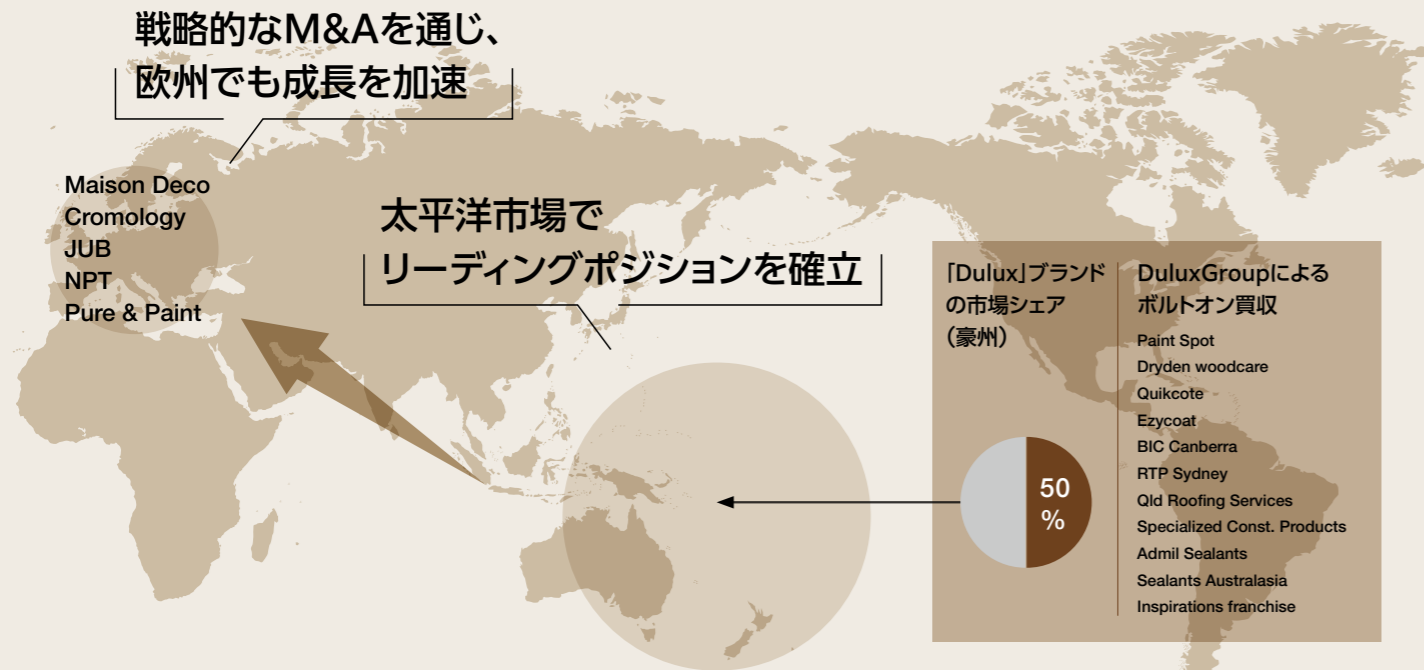 戦略的なM&Aを通じ、
欧州でも成長を加速
Maison Deco
Cromology
JUB
NPT
Pure & Paint
太平洋市場で
リーディングポジションを確立
「Dulux」ブランド
の市場シェア
（豪州）
50
%
DuluxGroupによる
ボルトオン買収
Paint Spot
Dryden woodcare
Quikcote
Ezycoat
BIC Canberra
RTP Sydney
Qld Roofing Services
Specialized Const. Products
Admil Sealants
Sealants Australasia
Inspirations franchise